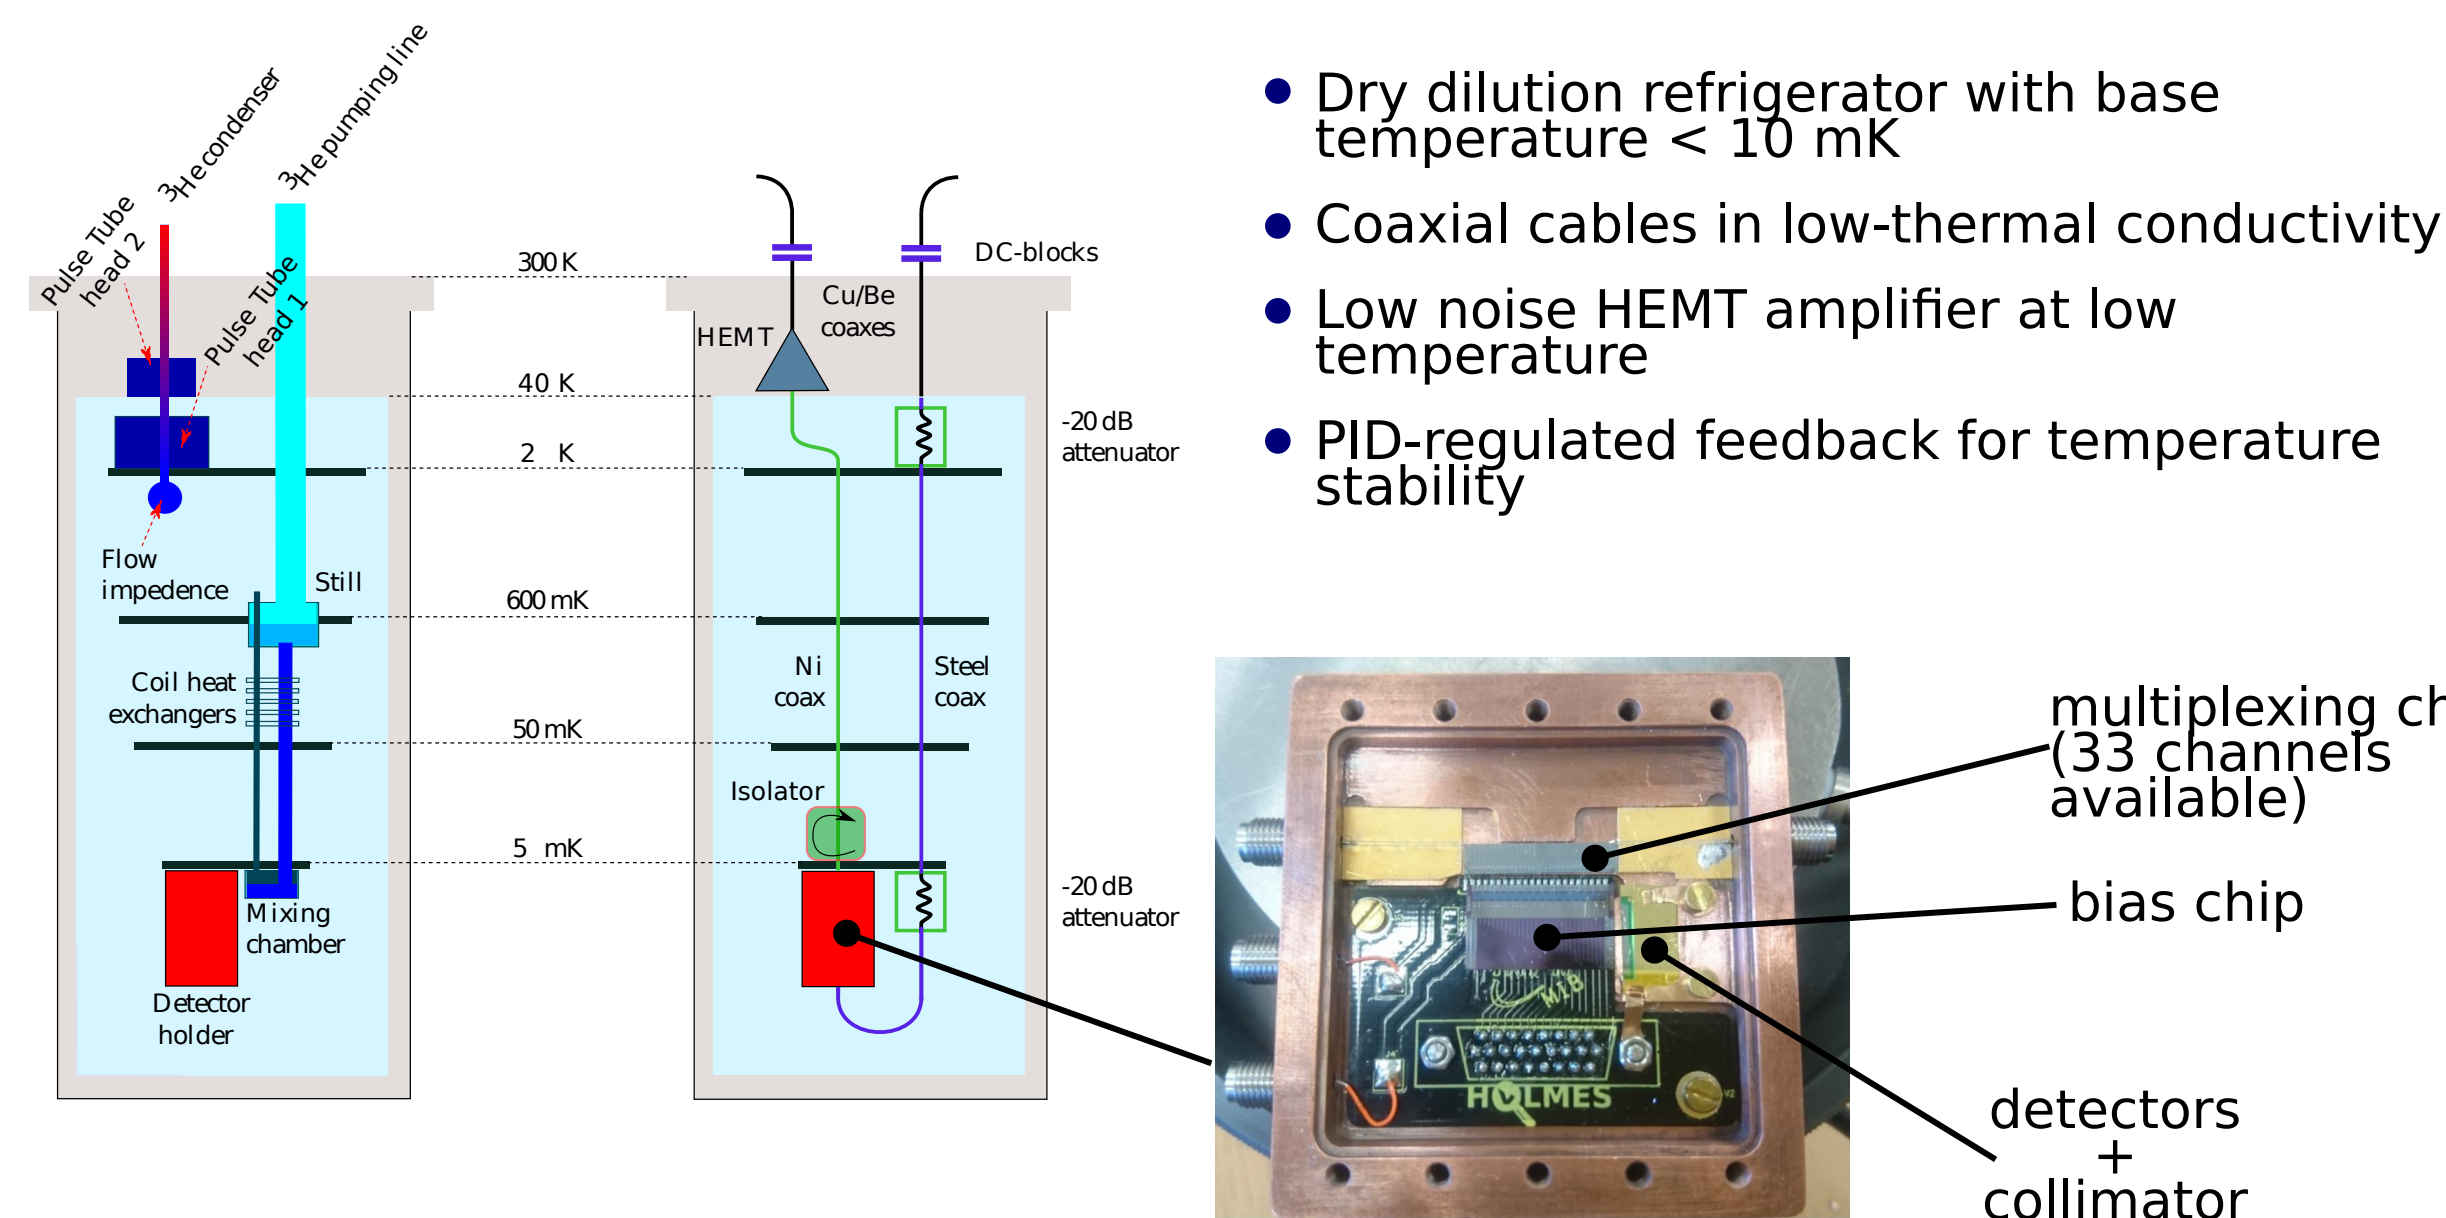 3He condenser
3He pumping line
Pulse Tube
head 2
Pulse Tube
head 1
300 K
40 K
2 K
600 mK
50 mK
5 mK
Flow
impedence
Still
Coil heat
exchangers
Mixing
chamber
Detector
holder
DC-blocks
Cu/Be
coaxes
HEMT
-20 dB
attenuator
Ni
coax
Steel
coax
Isolator
-20 dB
attenuator
Dry dilution refrigerator with base
temperature < 10 mK
Coaxial cables in low-thermal conductivity
Low noise HEMT amplifier at low
temperature
PID-regulated feedback for temperature
stability
multiplexing ch
(33 channels
available)
bias chip
detectors
+
collimator
MIB
HOLMES
V2